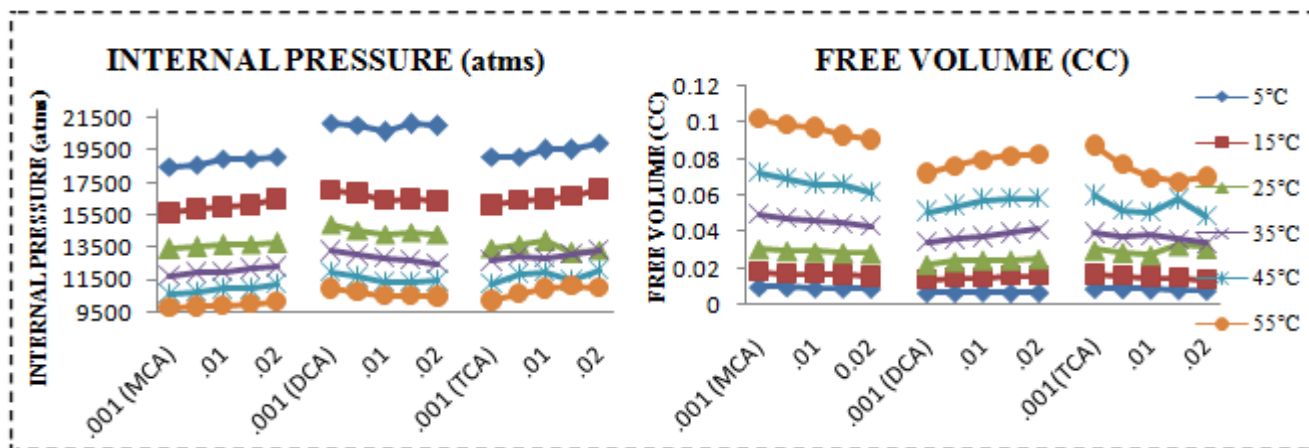 INTERNAL PRESSURE (atms)
INTERNAL PRESSURE (atms)
21500
19500
17500
15500
13500
11500
9500
.001 (MCA)
.01
.02
.001 (DCA)
.01
.02
.001 (TCA)
.01
.02
FREE VOLUME (CC)
FREE VOLUME (CC)
0.12
0.1
0.08
0.06
0.04
0.02
0
.001 (MCA)
.01
0.02
.001 (DCA)
.01
.02
.001(TCA)
.01
.02
5°C
15°C
25°C
35°C
45°C
55°C